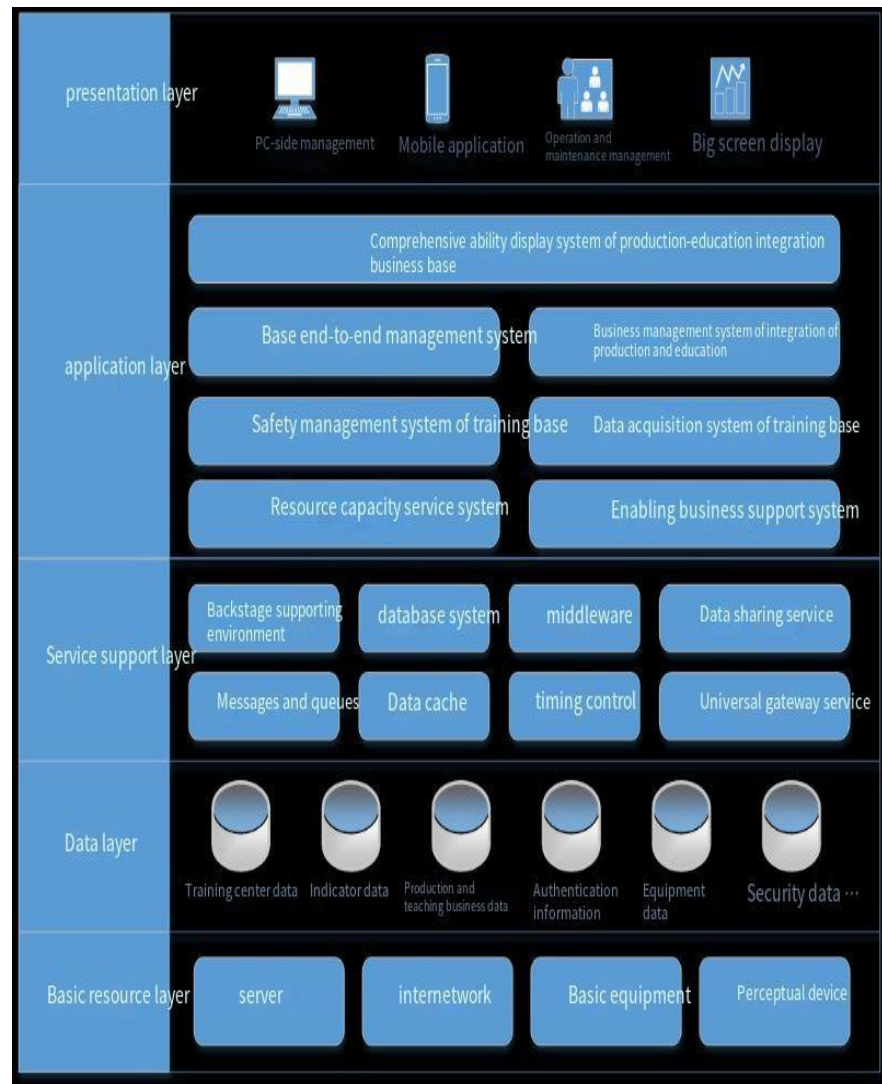 presentation layer
PC-side management
Mobile application
Operation and
maintenance management
Big screen display
application layer
Comprehensive ability display system of production-education integration
business base
Base end-to-end management system
Business management system of integration of
production and education
Safety management system of training base
Data acquisition system of training base
Resource capacity service system
Enabling business support system
Service support layer
Backstage supporting
environment
database system
middleware
Data sharing service
Messages and queues
Data cache
timing control
Universal gateway service
Data layer
Training center data
Indicator data
Production and
teaching business data
Authentication
information
Equipment
data
Security data ···
Basic resource layer
server
internetwork
Basic equipment
Perceptual device